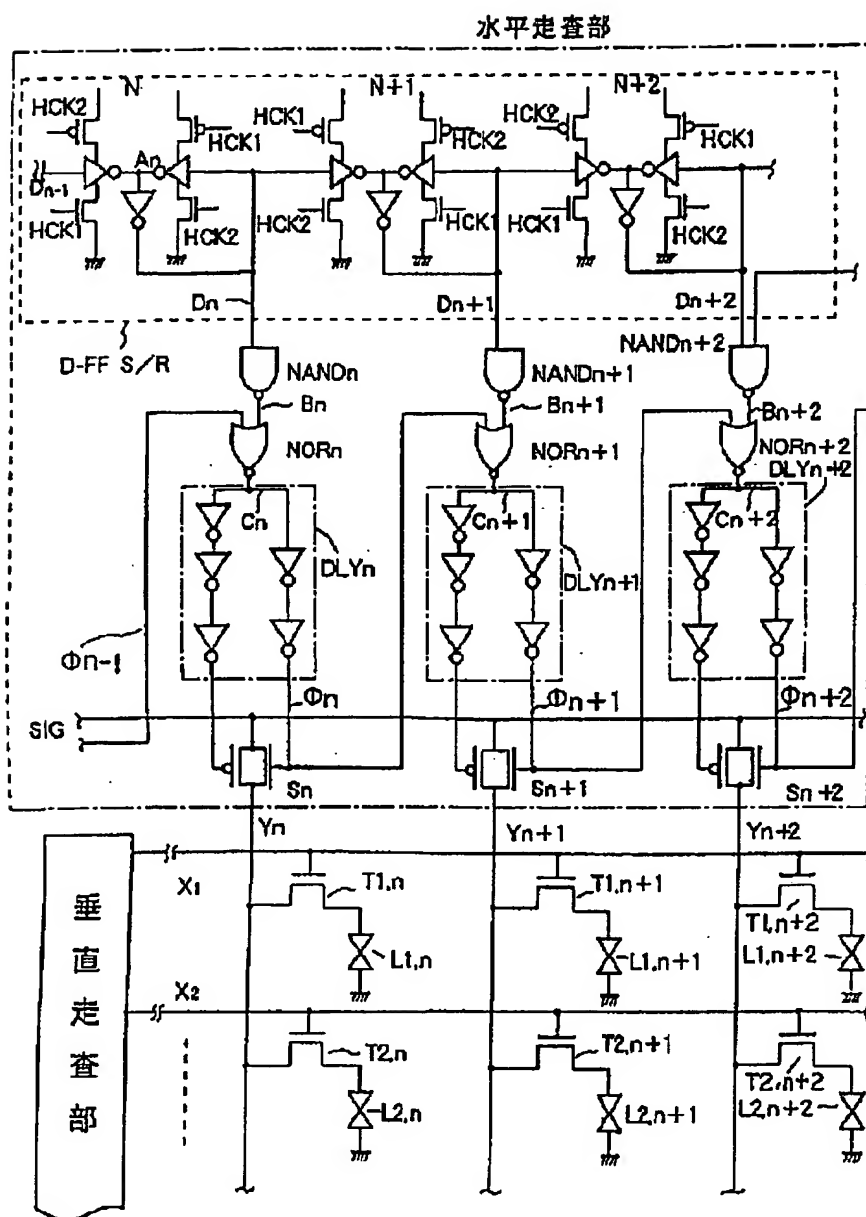 水平走査部
N
N+1
N+2
HCK2
HCK1
HCK1
HCK2
HCK2
HCK1
An
Dn-1
HCK1
HCK2
HCK2
HCK1
HCK1
HCK2
Dn
Dn+1
Dn+2
D-FF S/R
NANDn
NANDn+1
NANDn+2
Bn
Bn+1
Bn+2
NORn
NORn+1
NORn+2
DLYn+2
Cn
Cn+1
Cn+2
DLYn
DLYn+1
Φn-1
Φn
Φn+1
Φn+2
SIG
Sn
Sn+1
Sn+2
Yn
Yn+1
Yn+2
垂直走査部
X1
T1,n
T1,n+1
T1,n+2
L1,n
L1,n+1
L1,n+2
X2
T2,n
T2,n+1
T2,n+2
L2,n
L2,n+1
L2,n+2